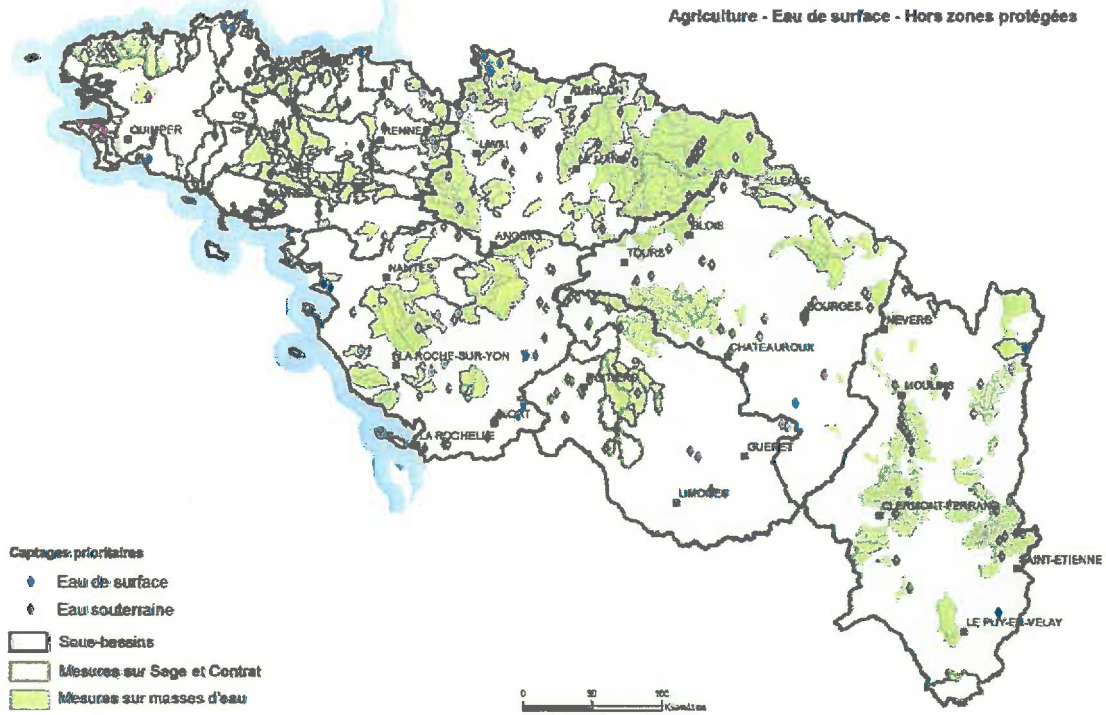 Agriculture - Eau de surface - Hors zones protégées
ALENÇON
QUIMPER
RENNES
LAVAL
LE MANS
BLOIS
ANGERS
TOURS
NANTES
BOURGES
NEVERS
CHATEAUROUX
LA-ROCHE-SUR-YON
MOULINS
POITIERS
NIORT
LA ROCHELLE
GUERET
LIMOGES
CLERMONT-FERRAND
SAINT-ETIENNE
LE PUY-EN-VELAY
Captages prioritaires
Eau de surface
Eau souterraine
Sous-bassins
Mesures sur Sage et Contrat
Mesures sur masses d'eau
0 50 100
Kilomètres